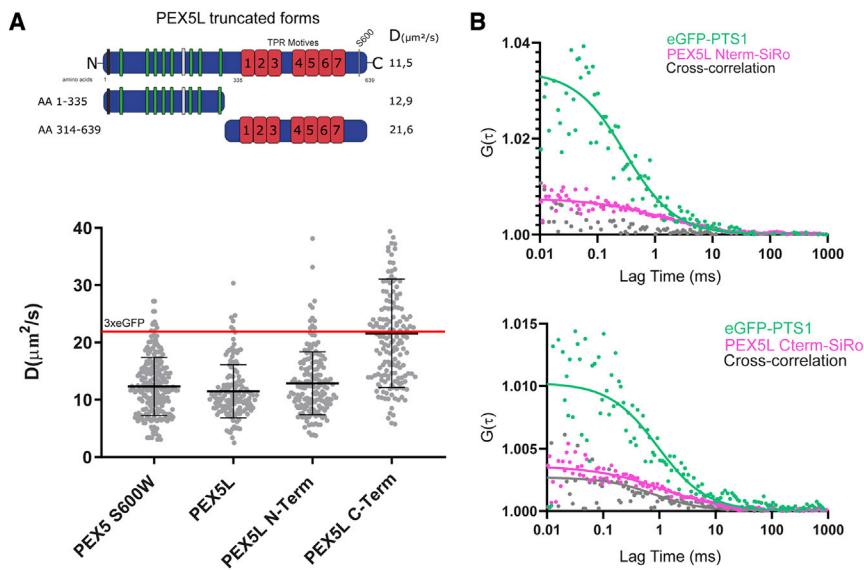 A
PEX5L truncated forms
D(μm²/s)
TPR Motives
S600
N
1 2 3 4 5 6 7
C
11,5
amino acids
1
335
639
AA 1-335
12,9
AA 314-639
1 2 3 4 5 6 7
21,6
40
30
20
10
0
D(μm²/s)
3xeGFP
PEX5 S600W
PEX5L
PEX5L N-Term
PEX5L C-Term
B
eGFP-PTS1
PEX5L Nterm-SiRo
Cross-correlation
1.04
1.02
1.00
G(τ)
0.01 0.1 1 10 100 1000
Lag Time (ms)
eGFP-PTS1
PEX5L Cterm-SiRo
Cross-correlation
1.015
1.010
1.005
1.000
G(τ)
0.01 0.1 1 10 100 1000
Lag Time (ms)